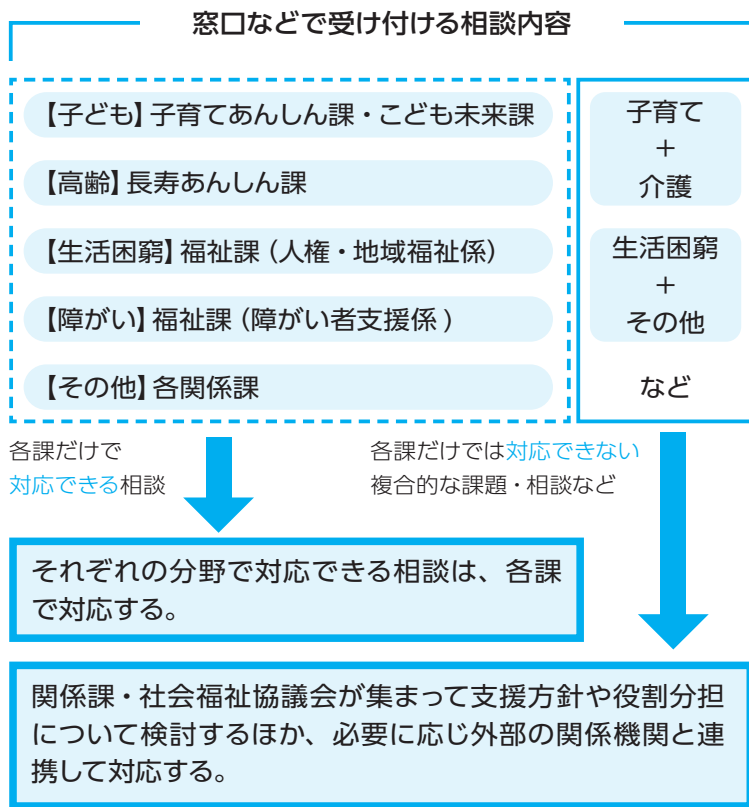 窓口などで受け付ける相談内容
【子ども】子育てあんしん課・こども未来課
【高齢】長寿あんしん課
【生活困窮】福祉課（人権・地域福祉係）
【障がい】福祉課（障がい者支援係）
【その他】各関係課
子育て
＋
介護
生活困窮
＋
その他
など
各課だけで
対応できる相談
各課だけでは対応できない
複合的な課題・相談など
それぞれの分野で対応できる相談は、各課
で対応する。
関係課・社会福祉協議会が集まって支援方針や役割分担
について検討するほか、必要に応じ外部の関係機関と連
携して対応する。